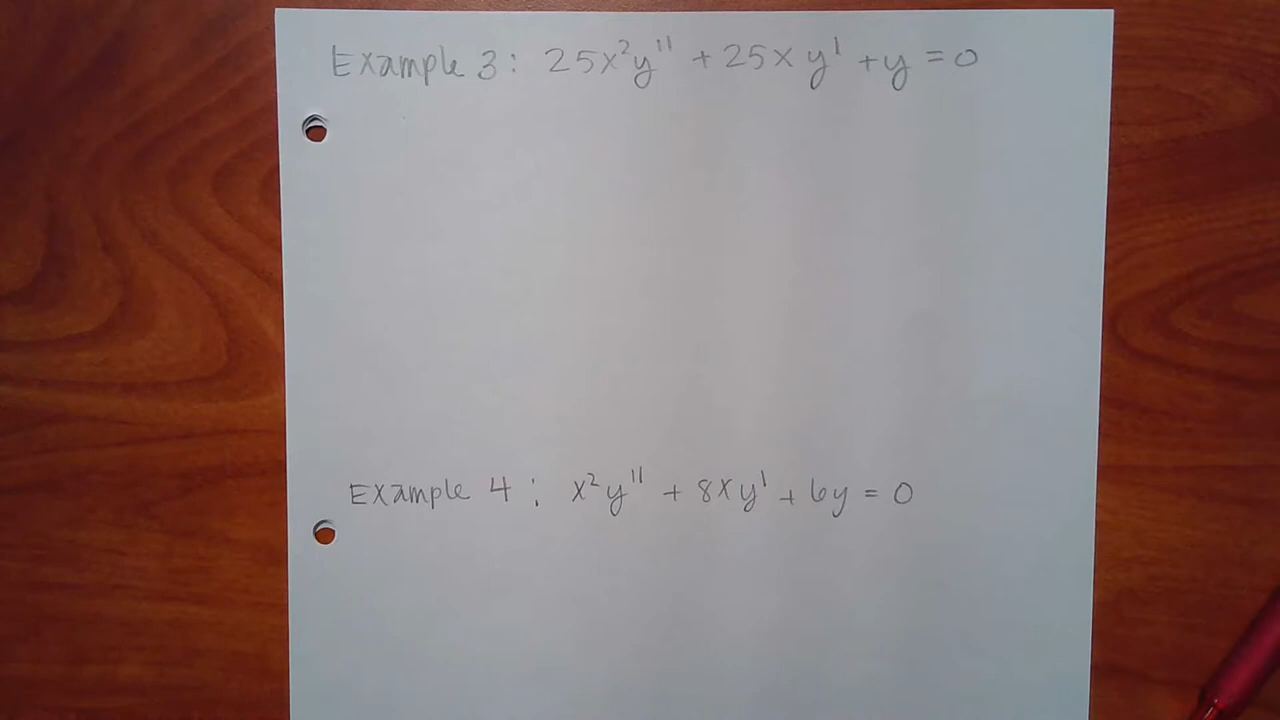 Example 3: 25x²y'' + 25xy' + y = 0
Example 4: x²y'' + 8xy' + 6y = 0